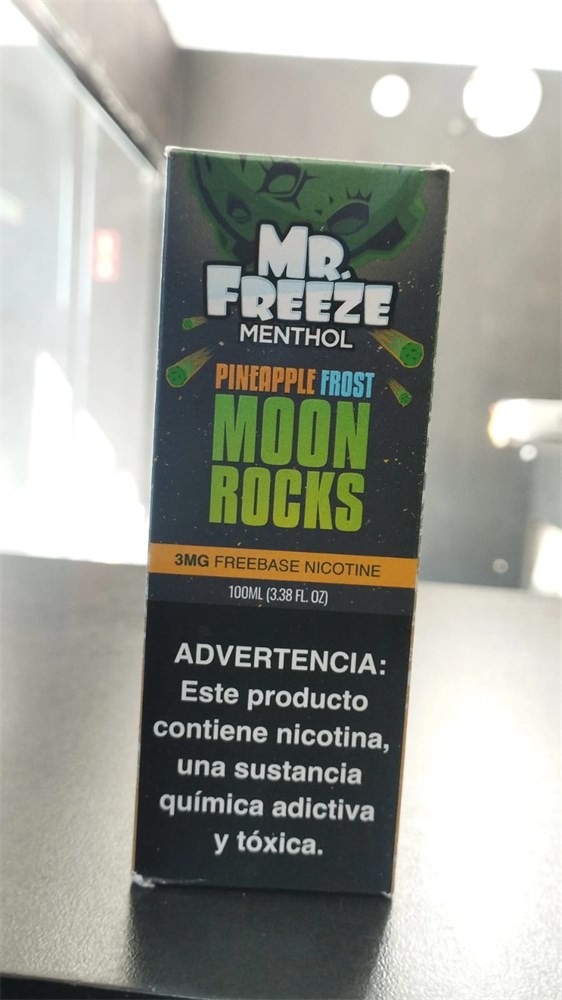 MR.
FREEZE
MENTHOL
PINEAPPLE FROST
MOON
ROCKS
3MG FREEBASE NICOTINE
100ML (3.38 FL. OZ)
ADVERTENCIA:
Este producto
contiene nicotina,
una sustancia
química adictiva
y tóxica.